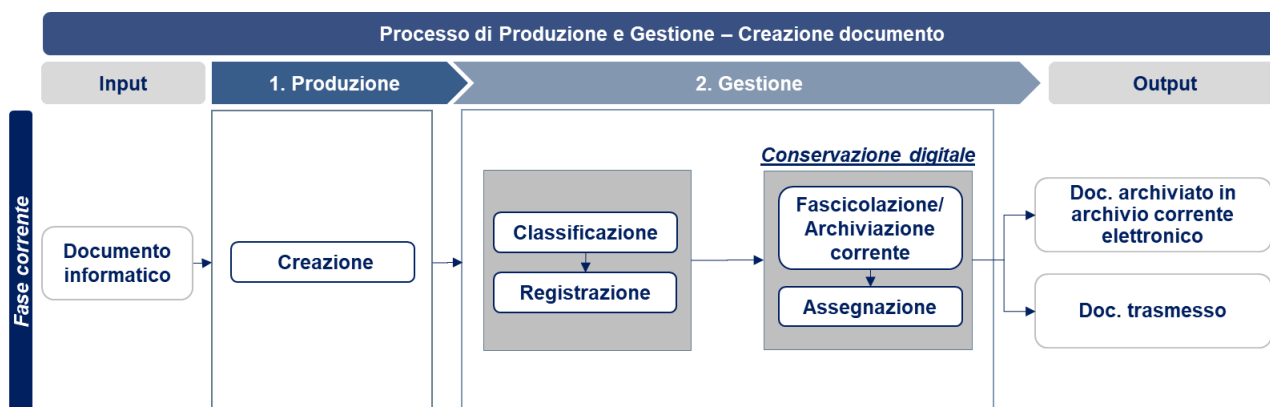 Processo di Produzione e Gestione – Creazione documento
Input
1. Produzione
2. Gestione
Output
Fase corrente
Documento
informatico
Creazione
Classificazione
Registrazione
Conservazione digitale
Fascicolazione/
Archiviazione
corrente
Assegnazione
Doc. archiviato in
archivio corrente
elettronico
Doc. trasmesso